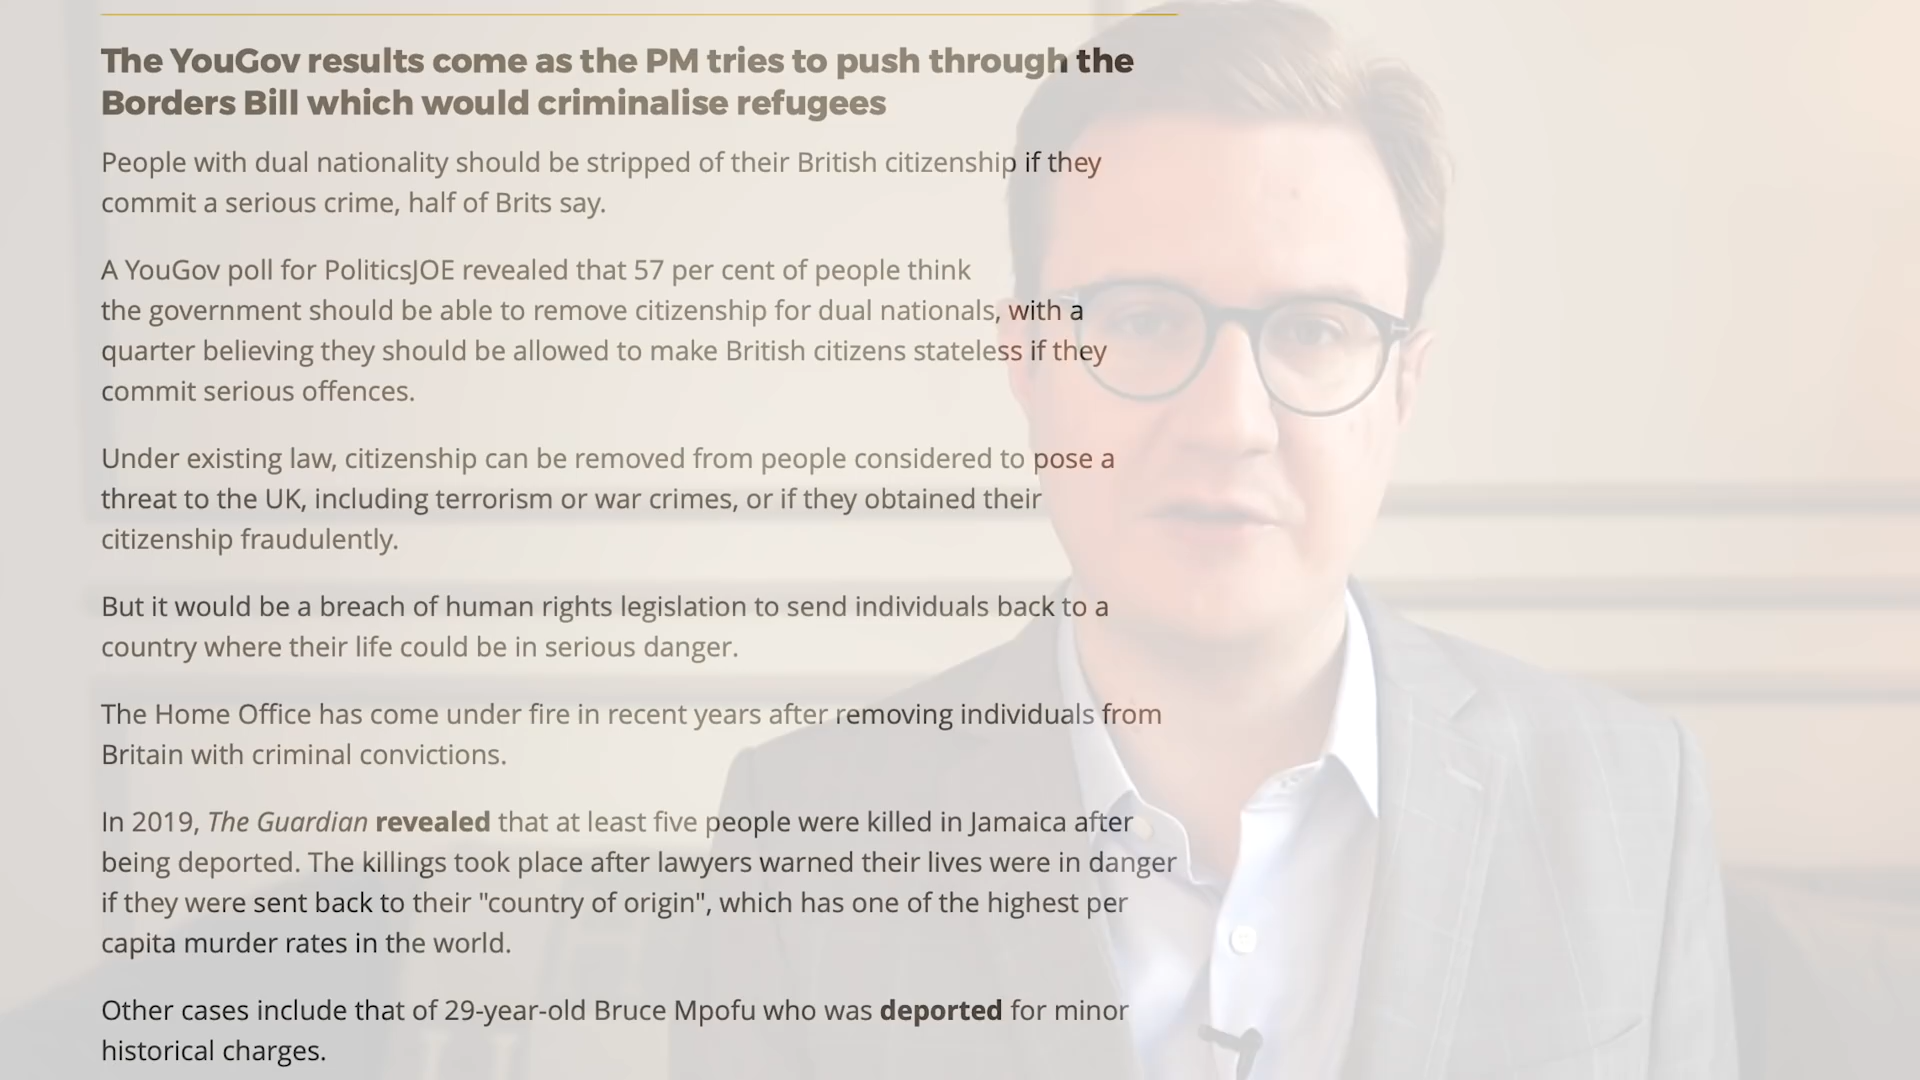 The YouGov results come as the PM tries to push through the
Borders Bill which would criminalise refugees
People with dual nationality should be stripped of their British citizenship if they
commit a serious crime, half of Brits say.
A YouGov poll for PoliticsJOE revealed that 57 per cent of people think
the government should be able to remove citizenship for dual nationals, with a
quarter believing they should be allowed to make British citizens stateless if they
commit serious offences.
Under existing law, citizenship can be removed from people considered to pose a
threat to the UK, including terrorism or war crimes, or if they obtained their
citizenship fraudulently.
But it would be a breach of human rights legislation to send individuals back to a
country where their life could be in serious danger.
The Home Office has come under fire in recent years after removing individuals from
Britain with criminal convictions.
In 2019, The Guardian revealed that at least five people were killed in Jamaica after
being deported. The killings took place after lawyers warned their lives were in danger
if they were sent back to their "country of origin", which has one of the highest per
capita murder rates in the world.
Other cases include that of 29-year-old Bruce Mpofu who was deported for minor
historical charges.